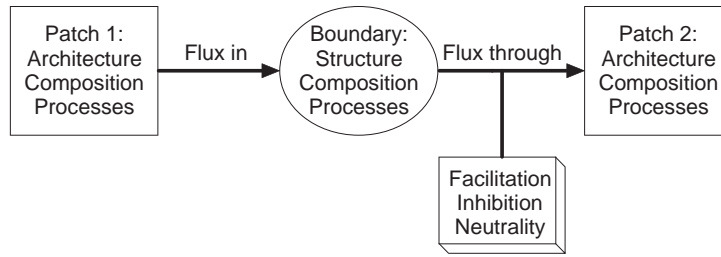 Patch 1:
Architecture
Composition
Processes
Flux in
Boundary:
Structure
Composition
Processes
Flux through
Patch 2:
Architecture
Composition
Processes
Facilitation
Inhibition
Neutrality